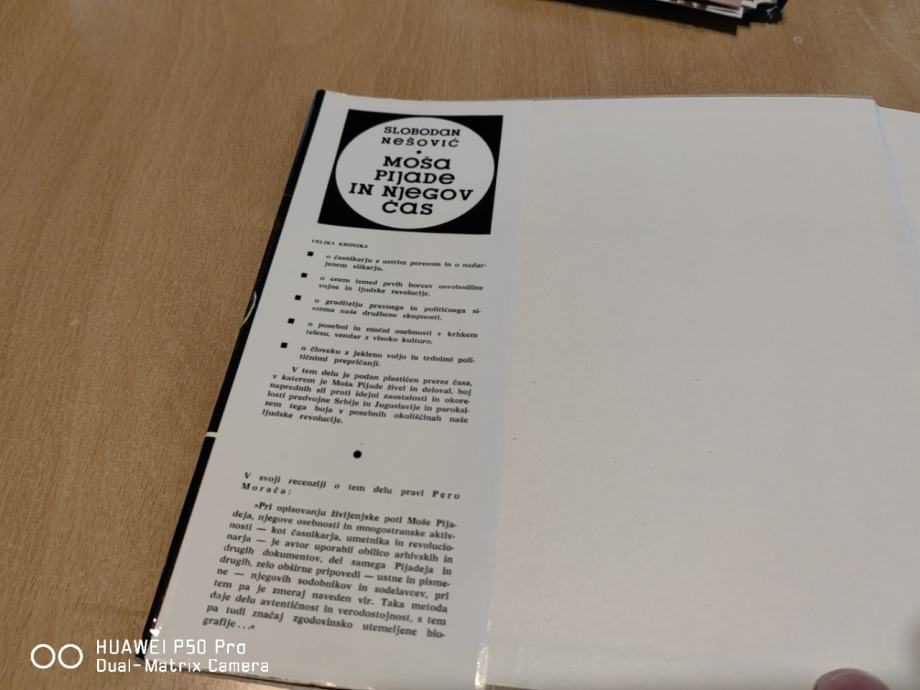 SLOBODAN
NEŠOVIĆ
•
MOŠA
PIJADE
IN NJEGOV
ČAS
VELIKA KRONIKA
■ o časnikarju z ostrim peresom in o nadar-
jenem slikarju,
■ o enem izmed prvih borcev osvobodilne
vojne in ljudske revolucije,
■ o graditelju pravnega in političnega si-
stema naše družbene skupnosti,
■ o posebni in močni osebnosti v krhkem
telesu, vendar z visoko kulturo,
■ o človeku z jekleno voljo in trdnimi poli-
tičnimi prepričanji.
V tem delu je podan plastičen prerez časa,
v katerem je Moša Pijade živel in deloval, boj
naprednih sil proti idejni zaostalosti in okore-
losti predvojne Srbije in Jugoslavije in paroksi-
zem tega boja v posebnih okoliščinah naše
ljudske revolucije.
●
V svoji recenziji o tem delu pravi Pero
Morača:
»Pri opisovanju življenjske poti Moše Pija-
deja, njegove osebnosti in mnogostranske aktiv-
nosti — kot časnikarja, umetnika in revolucio-
narja — je avtor uporabil obilico arhivskih in
drugih dokumentov, del samega Pijadeja in
drugih, zelo obširne pripovedi — ustne in pisme-
ne — njegovih sodobnikov in sodelavcev, pri
tem pa je zmeraj naveden vir. Taka metoda
daje delu avtentičnost in verodostojnost, s tem
pa tudi značaj zgodovinsko utemeljene bio-
grafije...«
HUAWEI P50 Pro
Dual-Matrix Camera